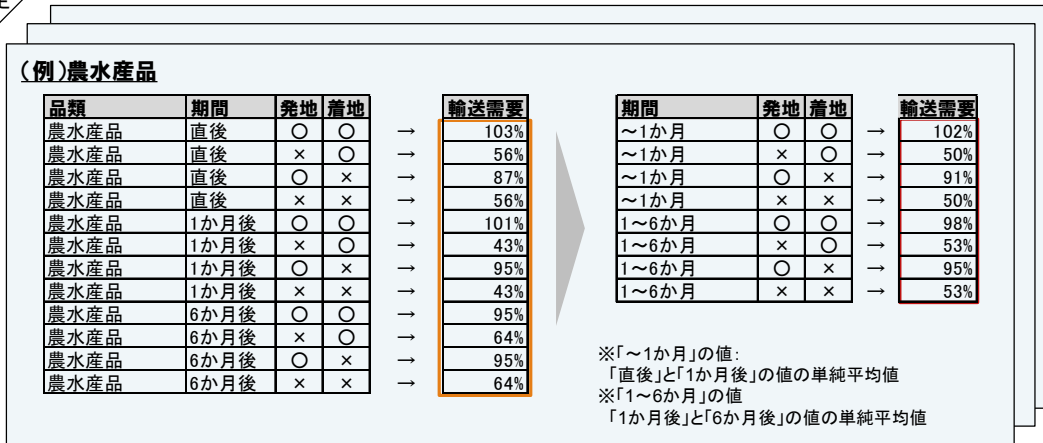 （例）農水産品
品類 期間 発地 着地 輸送需要
農水産品 直後 ○ ○ → 103%
農水産品 直後 × ○ → 56%
農水産品 直後 ○ × → 87%
農水産品 直後 × × → 56%
農水産品 1か月後 ○ ○ → 101%
農水産品 1か月後 × ○ → 43%
農水産品 1か月後 ○ × → 95%
農水産品 1か月後 × × → 43%
農水産品 6か月後 ○ ○ → 95%
農水産品 6か月後 × ○ → 64%
農水産品 6か月後 ○ × → 95%
農水産品 6か月後 × × → 64%
期間 発地 着地 輸送需要
～1か月 ○ ○ → 102%
～1か月 × ○ → 50%
～1か月 ○ × → 91%
～1か月 × × → 50%
1～6か月 ○ ○ → 98%
1～6か月 × ○ → 53%
1～6か月 ○ × → 95%
1～6か月 × × → 53%
※「～1か月」の値：
「直後」と「1か月後」の値の単純平均値
※「1～6か月」の値
「1か月後」と「6か月後」の値の単純平均値